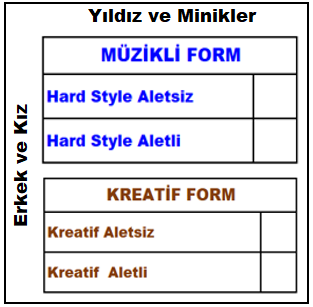 Yıldız ve Minikler
Erkek ve Kız
MÜZİKLİ FORM
Hard Style Aletsiz
Hard Style Aletli
KREATİF FORM
Kreatif Aletsiz
Kreatif Aletli